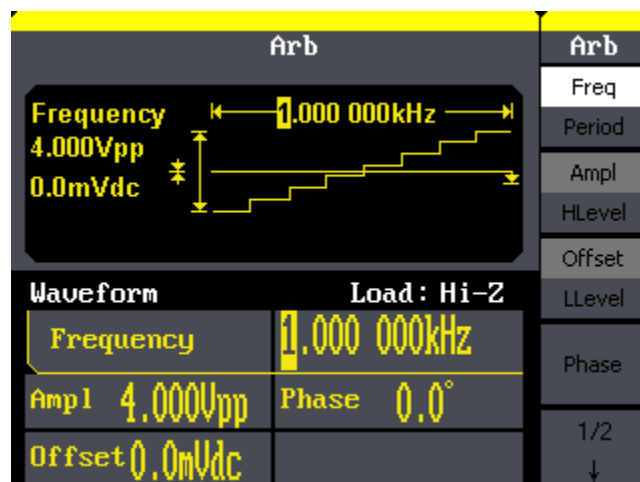 Arb
Arb
Freq
Period
Ampl
HLevel
Offset
LLevel
Phase
1/2
↓
Frequency
1.000 000kHz
4.000Vpp
0.0mVdc
Waveform Load: Hi-Z
Frequency 1.000 000kHz
Ampl 4.000Vpp Phase 0.0°
Offset 0.0mVdc